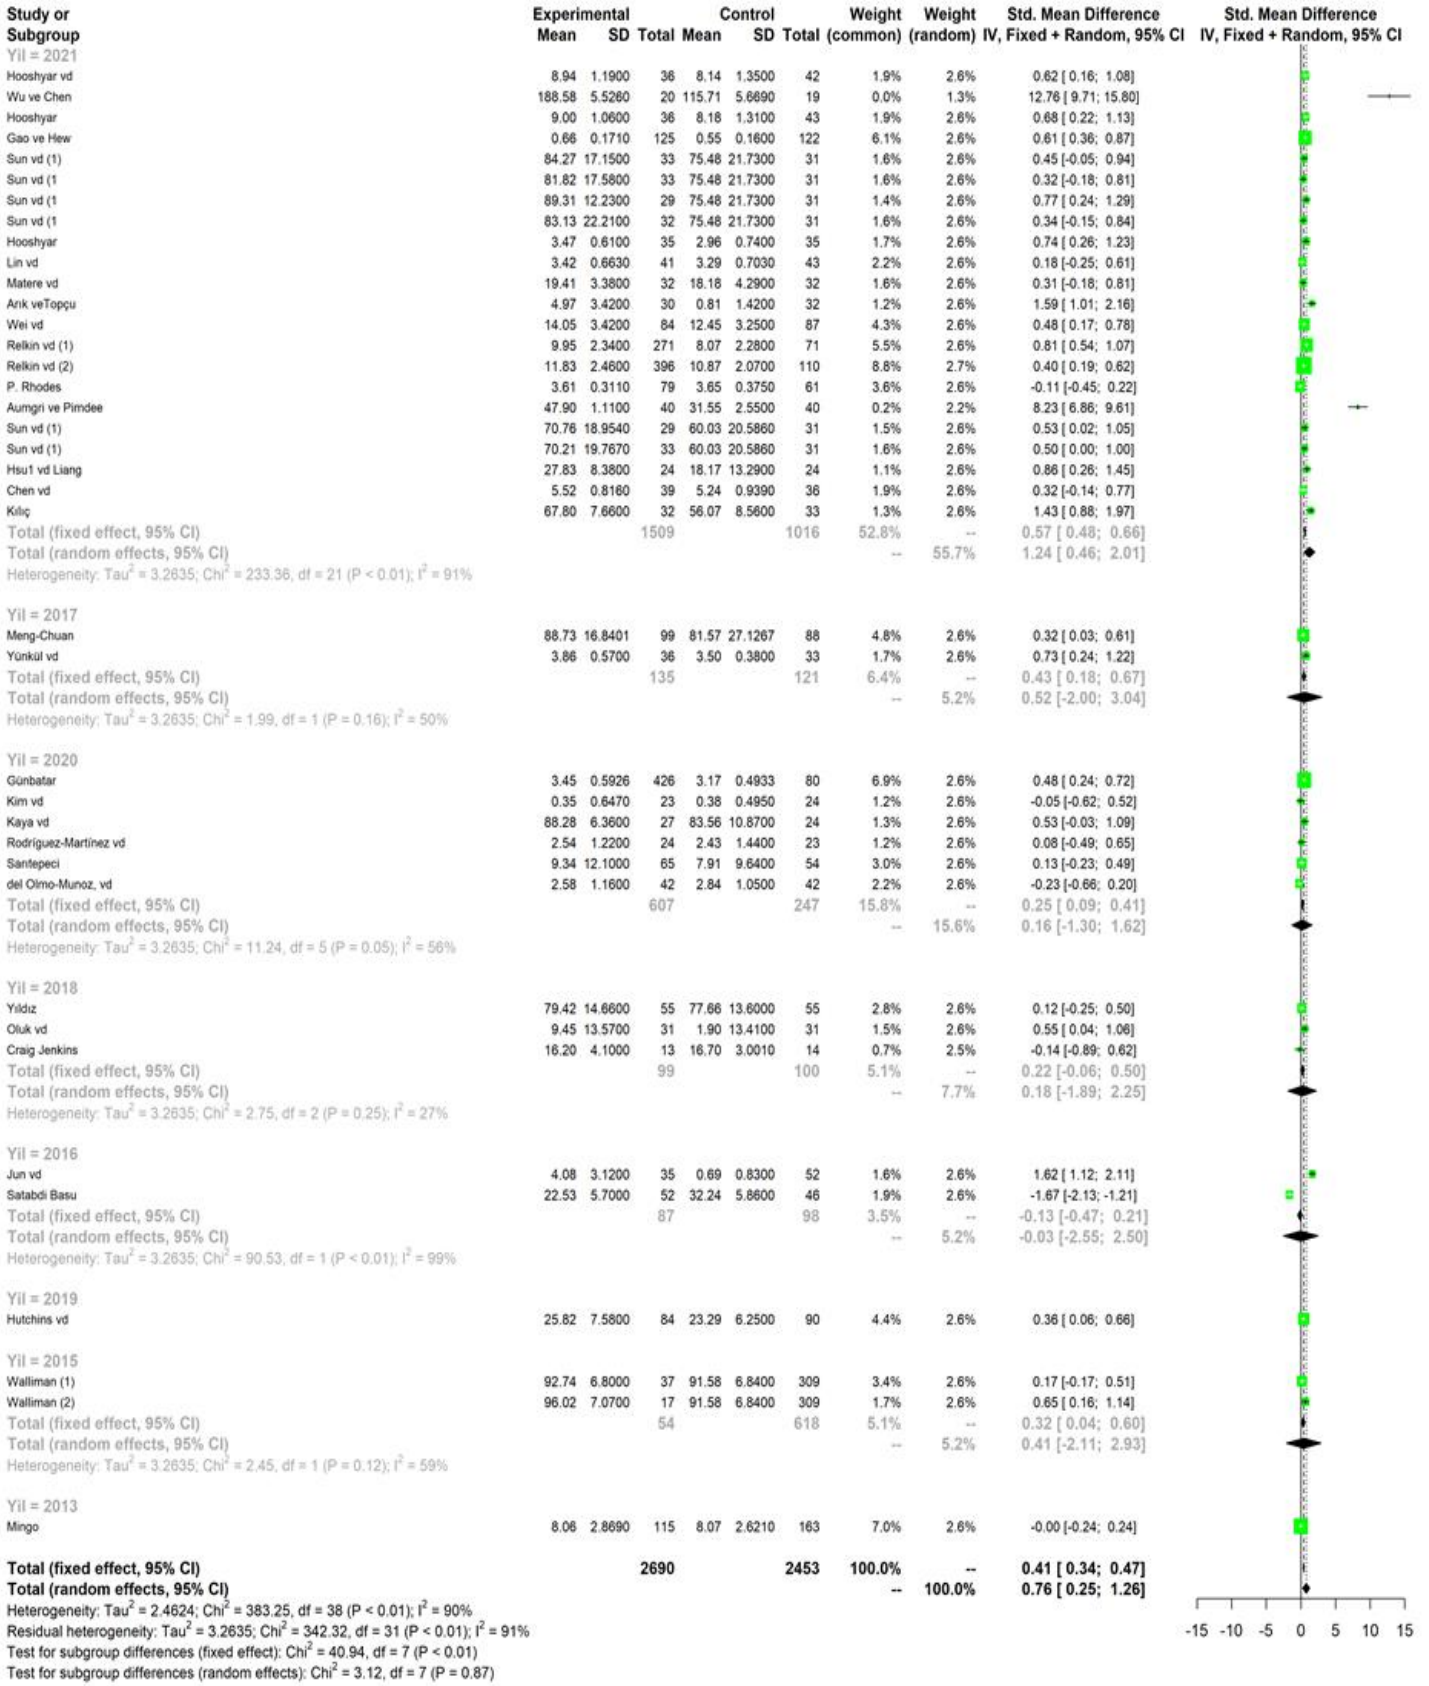 Study or Experimental Control Weight Weight Std. Mean Difference Std. Mean Difference
Subgroup Mean SD Total Mean SD Total (common) (random) IV, Fixed + Random, 95% CI IV, Fixed + Random, 95% CI
Yil = 2021
Hooshyar vd 8.94 1.1900 36 8.14 1.3500 42 1.9% 2.6% 0.62 [ 0.16; 1.08]
Wu ve Chen 188.58 5.5260 20 115.71 5.6690 19 0.0% 1.3% 12.76 [ 9.71; 15.80]
Hooshyar 9.00 1.0600 36 8.18 1.3100 43 1.9% 2.6% 0.68 [ 0.22; 1.13]
Gao ve Hew 0.66 0.1710 125 0.55 0.1600 122 6.1% 2.6% 0.61 [ 0.36; 0.87]
Sun vd (1) 84.27 17.1500 33 75.48 21.7300 31 1.6% 2.6% 0.45 [-0.05; 0.94]
Sun vd (1 81.82 17.5800 33 75.48 21.7300 31 1.6% 2.6% 0.32 [-0.18; 0.81]
Sun vd (1 89.31 12.2300 29 75.48 21.7300 31 1.4% 2.6% 0.77 [ 0.24; 1.29]
Sun vd (1 83.13 22.2100 32 75.48 21.7300 31 1.6% 2.6% 0.34 [-0.15; 0.84]
Hooshyar 3.47 0.6100 35 2.96 0.7400 35 1.7% 2.6% 0.74 [ 0.26; 1.23]
Lin vd 3.42 0.6630 41 3.29 0.7030 43 2.2% 2.6% 0.18 [-0.25; 0.61]
Matere vd 19.41 3.3800 32 18.18 4.2900 32 1.6% 2.6% 0.31 [-0.18; 0.81]
Arık veTopçu 4.97 3.4200 30 0.81 1.4200 32 1.2% 2.6% 1.59 [ 1.01; 2.16]
Wei vd 14.05 3.4200 84 12.45 3.2500 87 4.3% 2.6% 0.48 [ 0.17; 0.78]
Relkin vd (1) 9.95 2.3400 271 8.07 2.2800 71 5.5% 2.6% 0.81 [ 0.54; 1.07]
Relkin vd (2) 11.83 2.4600 396 10.87 2.0700 110 8.8% 2.7% 0.40 [ 0.19; 0.62]
P. Rhodes 3.61 0.3110 79 3.65 0.3750 61 3.6% 2.6% -0.11 [-0.45; 0.22]
Aumgri ve Pimdee 47.90 1.1100 40 31.55 2.5500 40 0.2% 2.2% 8.23 [ 6.86; 9.61]
Sun vd (1) 70.76 18.9540 29 60.03 20.5860 31 1.5% 2.6% 0.53 [ 0.02; 1.05]
Sun vd (1) 70.21 19.7670 33 60.03 20.5860 31 1.6% 2.6% 0.50 [ 0.00; 1.00]
Hsu1 vd Liang 27.83 8.3800 24 18.17 13.2900 24 1.1% 2.6% 0.86 [ 0.26; 1.45]
Chen vd 5.52 0.8160 39 5.24 0.9390 36 1.9% 2.6% 0.32 [-0.14; 0.77]
Kılıç 67.80 7.6600 32 56.07 8.5600 33 1.3% 2.6% 1.43 [ 0.88; 1.97]
Total (fixed effect, 95% CI) 1509 1016 52.8% -- 0.57 [ 0.48; 0.66]
Total (random effects, 95% CI) -- 55.7% 1.24 [ 0.46; 2.01]
Heterogeneity: Tau² = 3.2635; Chi² = 233.36, df = 21 (P < 0.01); I² = 91%
Yil = 2017
Meng-Chuan 88.73 16.8401 99 81.57 27.1267 88 4.8% 2.6% 0.32 [ 0.03; 0.61]
Yünkül vd 3.86 0.5700 36 3.50 0.3800 33 1.7% 2.6% 0.73 [ 0.24; 1.22]
Total (fixed effect, 95% CI) 135 121 6.4% -- 0.43 [ 0.18; 0.67]
Total (random effects, 95% CI) -- 5.2% 0.52 [-2.00; 3.04]
Heterogeneity: Tau² = 3.2635; Chi² = 1.99, df = 1 (P = 0.16); I² = 50%
Yil = 2020
Günbatar 3.45 0.5926 426 3.17 0.4933 80 6.9% 2.6% 0.48 [ 0.24; 0.72]
Kim vd 0.35 0.6470 23 0.38 0.4950 24 1.2% 2.6% -0.05 [-0.62; 0.52]
Kaya vd 88.28 6.3600 27 83.56 10.8700 24 1.3% 2.6% 0.53 [-0.03; 1.09]
Rodríguez-Martínez vd 2.54 1.2200 24 2.43 1.4400 23 1.2% 2.6% 0.08 [-0.49; 0.65]
Santepeci 9.34 12.1000 65 7.91 9.6400 54 3.0% 2.6% 0.13 [-0.23; 0.49]
del Olmo-Munoz, vd 2.58 1.1600 42 2.84 1.0500 42 2.2% 2.6% -0.23 [-0.66; 0.20]
Total (fixed effect, 95% CI) 607 247 15.8% -- 0.25 [ 0.09; 0.41]
Total (random effects, 95% CI) -- 15.6% 0.16 [-1.30; 1.62]
Heterogeneity: Tau² = 3.2635; Chi² = 11.24, df = 5 (P = 0.05); I² = 56%
Yil = 2018
Yıldız 79.42 14.6600 55 77.66 13.6000 55 2.8% 2.6% 0.12 [-0.25; 0.50]
Oluk vd 9.45 13.5700 31 1.90 13.4100 31 1.5% 2.6% 0.55 [ 0.04; 1.06]
Craig Jenkins 16.20 4.1000 13 16.70 3.0010 14 0.7% 2.5% -0.14 [-0.89; 0.62]
Total (fixed effect, 95% CI) 99 100 5.1% -- 0.22 [-0.06; 0.50]
Total (random effects, 95% CI) -- 7.7% 0.18 [-1.89; 2.25]
Heterogeneity: Tau² = 3.2635; Chi² = 2.75, df = 2 (P = 0.25); I² = 27%
Yil = 2016
Jun vd 4.08 3.1200 35 0.69 0.8300 52 1.6% 2.6% 1.62 [ 1.12; 2.11]
Satabdi Basu 22.53 5.7000 52 32.24 5.8600 46 1.9% 2.6% -1.67 [-2.13; -1.21]
Total (fixed effect, 95% CI) 87 98 3.5% -- -0.13 [-0.47; 0.21]
Total (random effects, 95% CI) -- 5.2% -0.03 [-2.55; 2.50]
Heterogeneity: Tau² = 3.2635; Chi² = 90.53, df = 1 (P < 0.01); I² = 99%
Yil = 2019
Hutchins vd 25.82 7.5800 84 23.29 6.2500 90 4.4% 2.6% 0.36 [ 0.06; 0.66]
Yil = 2015
Walliman (1) 92.74 6.8000 37 91.58 6.8400 309 3.4% 2.6% 0.17 [-0.17; 0.51]
Walliman (2) 96.02 7.0700 17 91.58 6.8400 309 1.7% 2.6% 0.65 [ 0.16; 1.14]
Total (fixed effect, 95% CI) 54 618 5.1% -- 0.32 [ 0.04; 0.60]
Total (random effects, 95% CI) -- 5.2% 0.41 [-2.11; 2.93]
Heterogeneity: Tau² = 3.2635; Chi² = 2.45, df = 1 (P = 0.12); I² = 59%
Yil = 2013
Mingo 8.06 2.8690 115 8.07 2.6210 163 7.0% 2.6% -0.00 [-0.24; 0.24]
Total (fixed effect, 95% CI) 2690 2453 100.0% -- 0.41 [ 0.34; 0.47]
Total (random effects, 95% CI) -- 100.0% 0.76 [ 0.25; 1.26]
Heterogeneity: Tau² = 2.4624; Chi² = 383.25, df = 38 (P < 0.01); I² = 90%
Residual heterogeneity: Tau² = 3.2635; Chi² = 342.32, df = 31 (P < 0.01); I² = 91%
-15 -10 -5 0 5 10 15
Test for subgroup differences (fixed effect): Chi² = 40.94, df = 7 (P < 0.01)
Test for subgroup differences (random effects): Chi² = 3.12, df = 7 (P = 0.87)